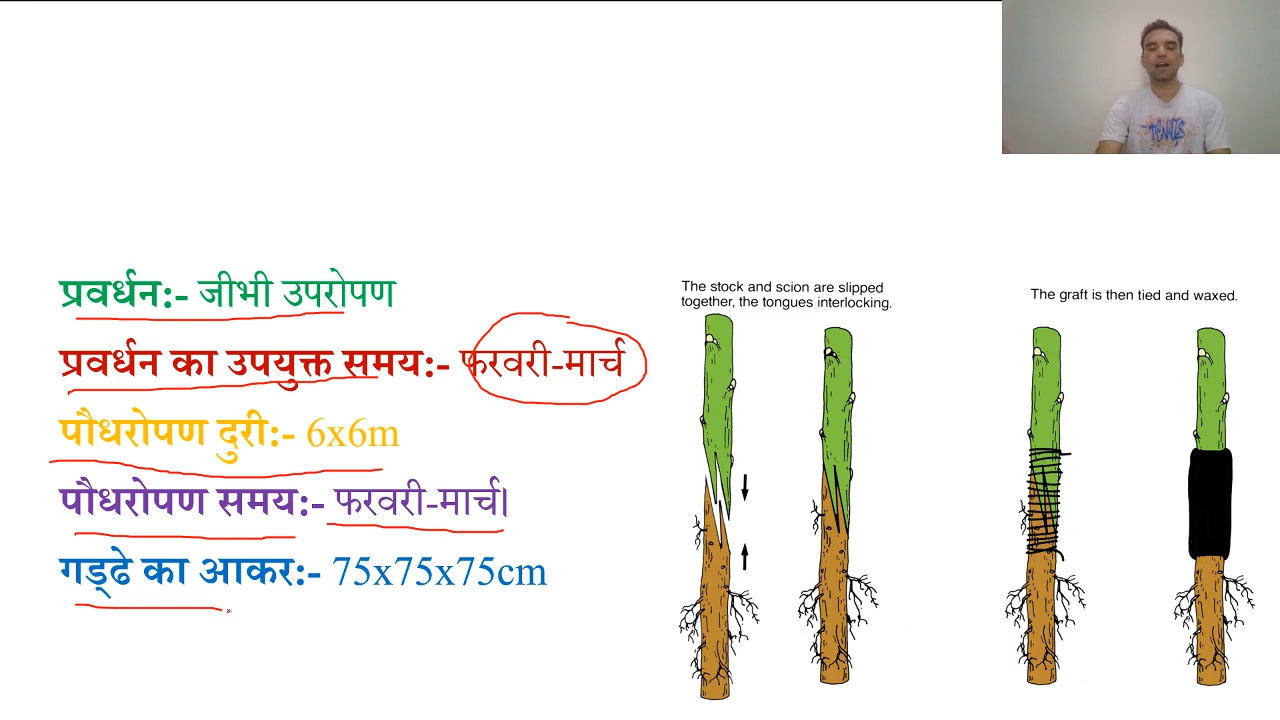 प्रवर्धन:- जीभी उपरोपण
प्रवर्धन का उपयुक्त समय:- फरवरी-मार्च
पौधरोपण दुरी:- 6x6m
पौधरोपण समय:- फरवरी-मार्च।
गड्ढे का आकर:- 75x75x75cm
The stock and scion are slipped
together, the tongues interlocking.
The graft is then tied and waxed.
TENNIS